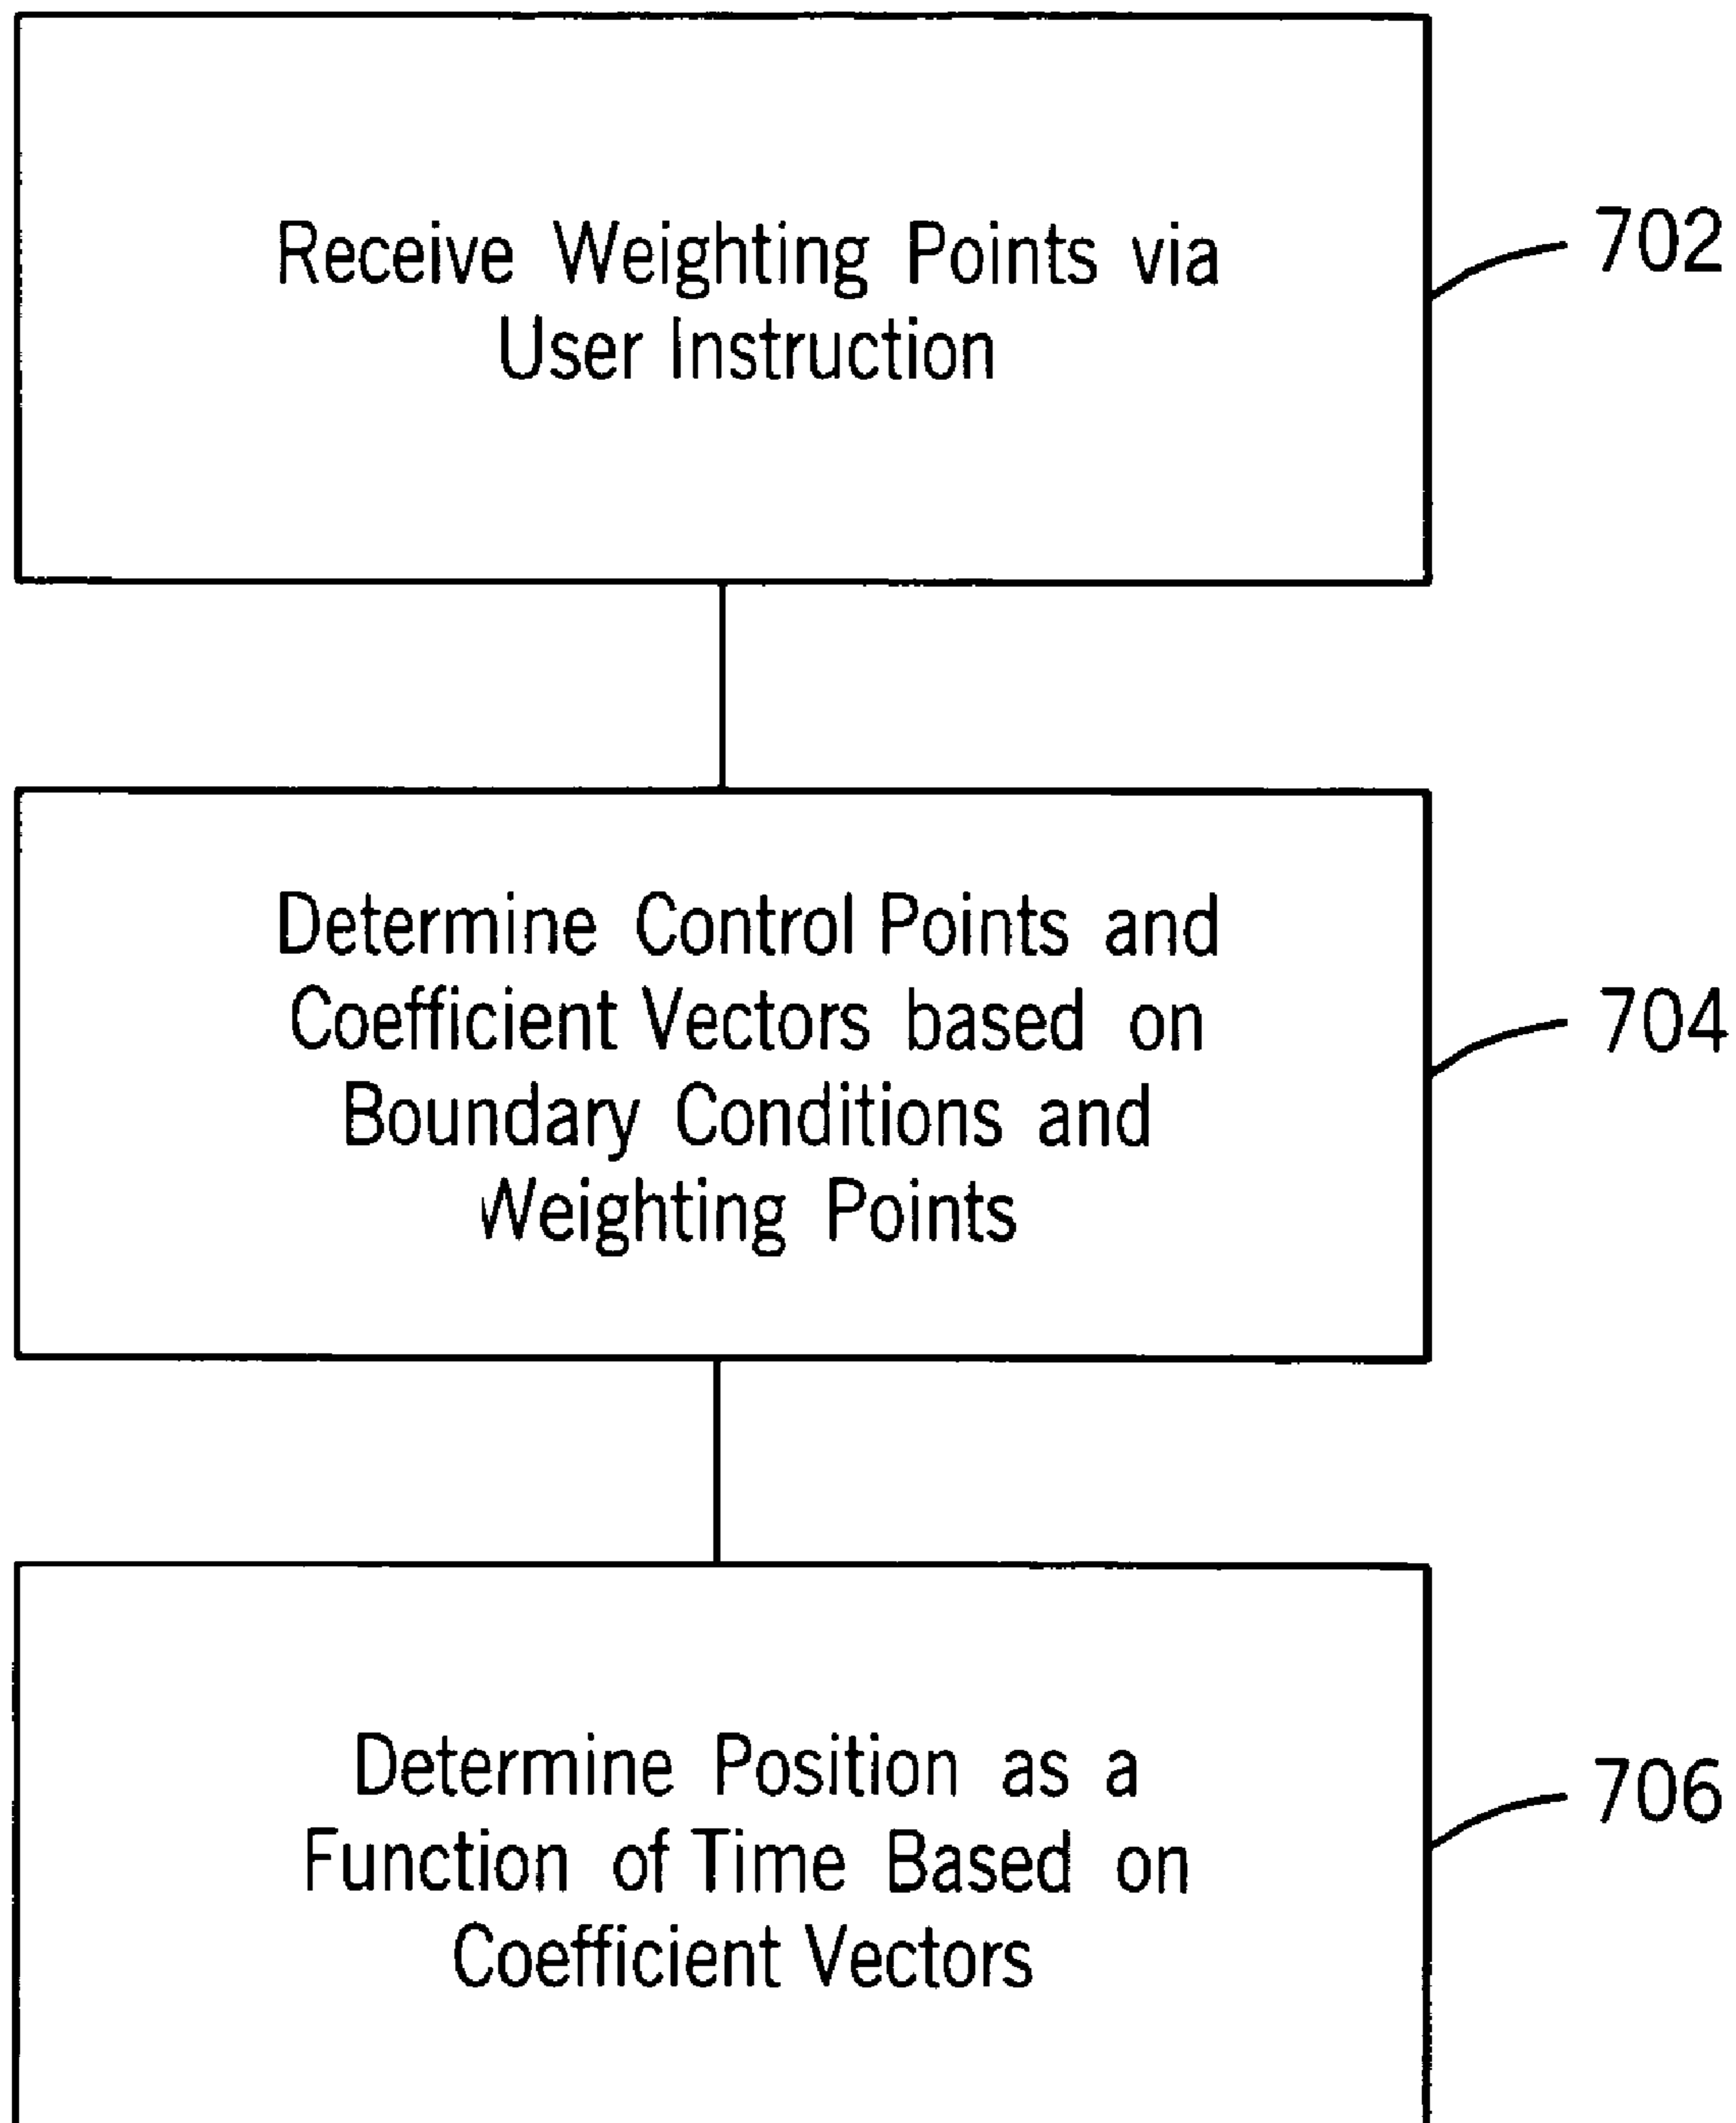 Receive Weighting Points via
User Instruction
702
Determine Control Points and
Coefficient Vectors based on
Boundary Conditions and
Weighting Points
704
Determine Position as a
Function of Time Based on
Coefficient Vectors
706